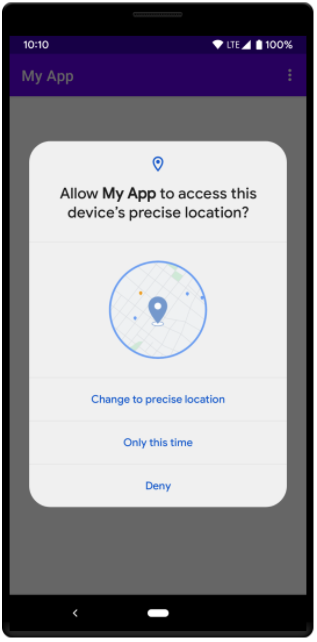 10:10 LTE 100%
My App
Allow My App to access this
device's precise location?
Change to precise location
Only this time
Deny